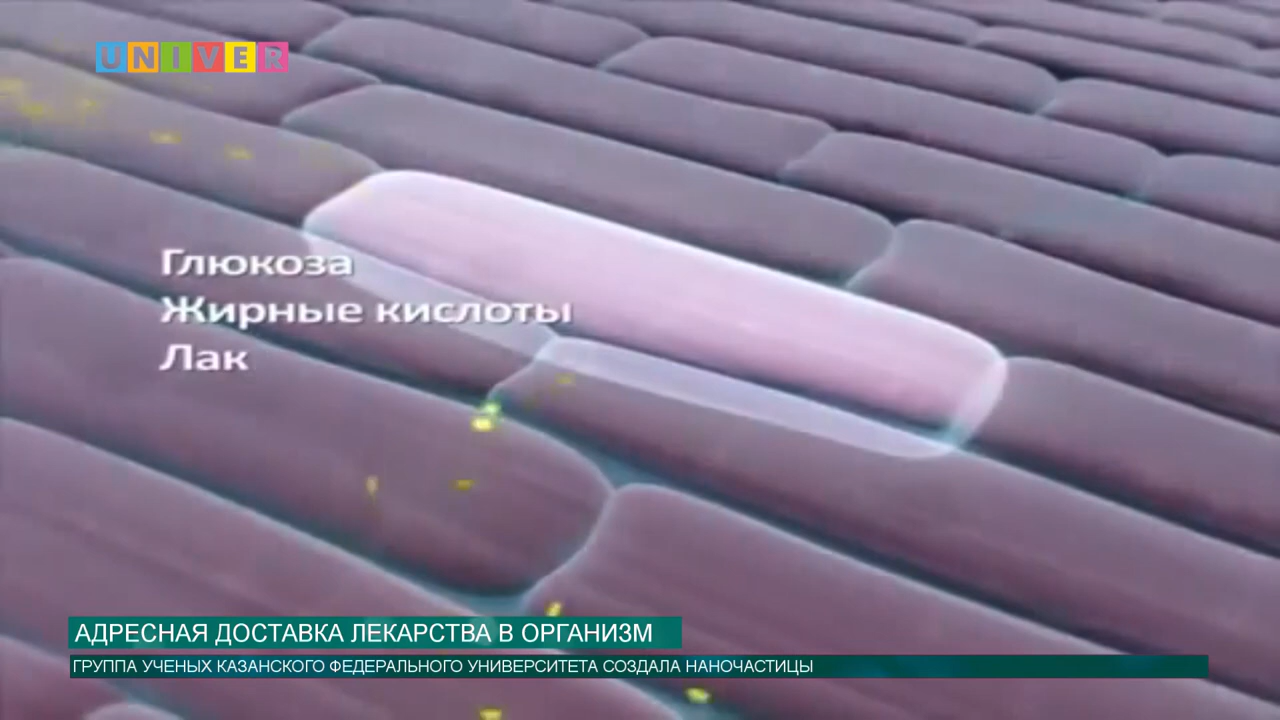 UNIVER
Глюкоза
Жирные кислоты
Лак
АДРЕСНАЯ ДОСТАВКА ЛЕКАРСТВА В ОРГАНИЗМ
ГРУППА УЧЕНЫХ КАЗАНСКОГО ФЕДЕРАЛЬНОГО УНИВЕРСИТЕТА СОЗДАЛА НАНОЧАСТИЦЫ